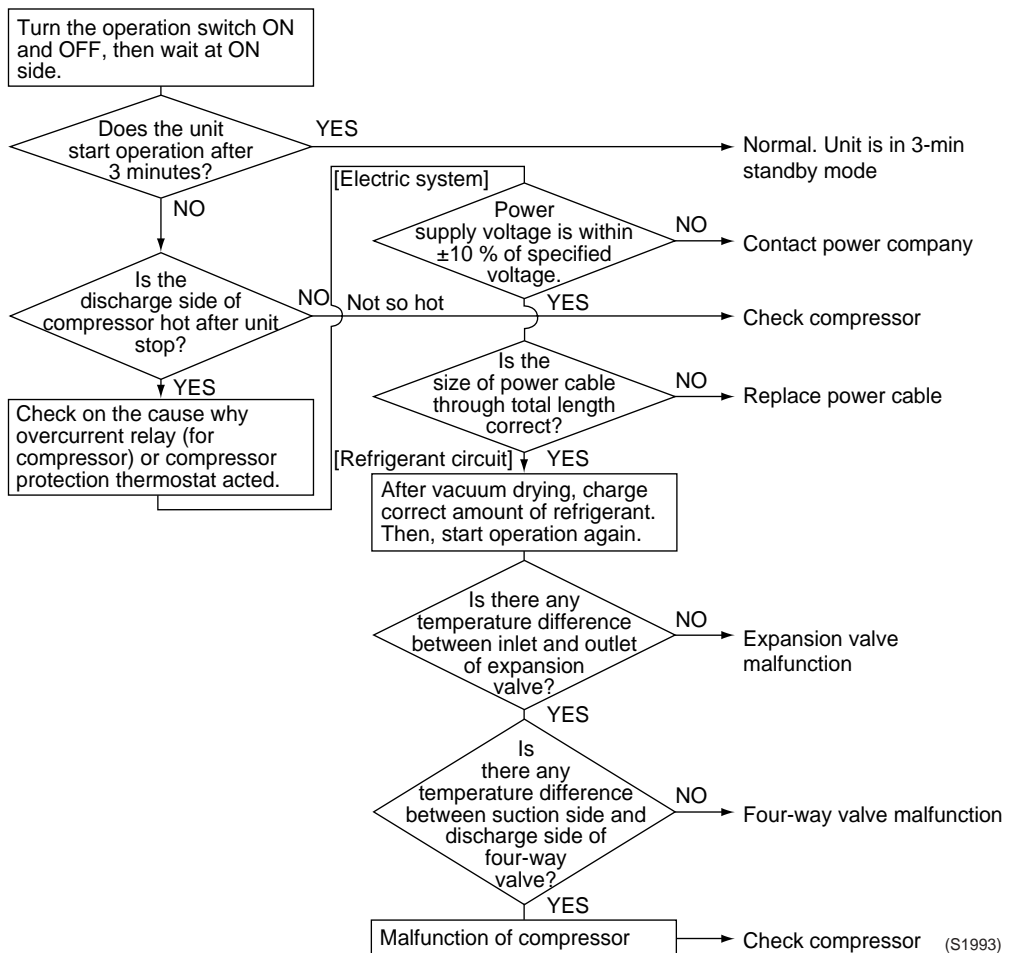 Turn the operation switch ON
and OFF, then wait at ON
side.
Does the unit
start operation after
3 minutes?
YES
Normal. Unit is in 3-min
standby mode
NO
[Electric system]
Power
supply voltage is within
±10 % of specified
voltage.
NO
Contact power company
Is the
discharge side of
compressor hot after unit
stop?
NO
Not so hot
YES
Check compressor
YES
Is the
size of power cable
through total length
correct?
NO
Replace power cable
Check on the cause why
overcurrent relay (for
compressor) or compressor
protection thermostat acted.
[Refrigerant circuit]
YES
After vacuum drying, charge
correct amount of refrigerant.
Then, start operation again.
Is there any
temperature difference
between inlet and outlet
of expansion
valve?
NO
Expansion valve
malfunction
YES
Is
there any
temperature difference
between suction side and
discharge side of
four-way
valve?
NO
Four-way valve malfunction
YES
Malfunction of compressor
Check compressor
(S1993)